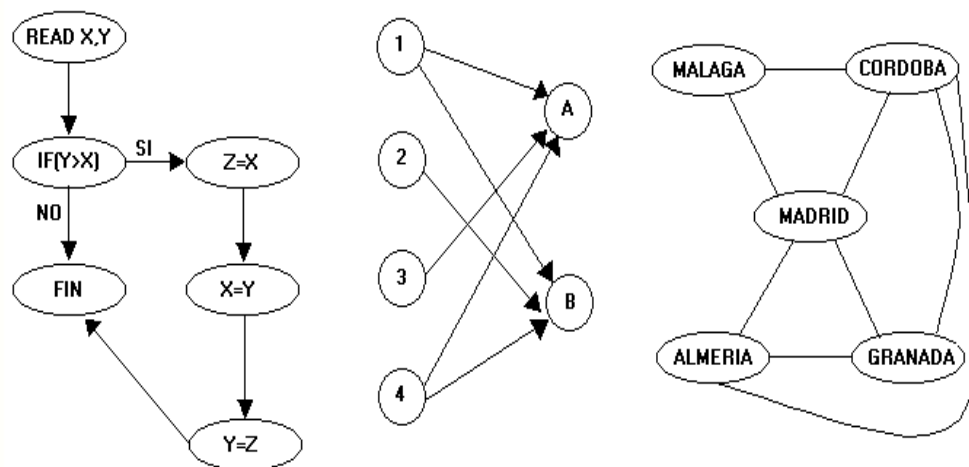 READ X,Y
IF(Y>X)
SI
Z=X
NO
FIN
X=Y
Y=Z
1
2
3
4
A
B
MALAGA
CORDOBA
MADRID
ALMERIA
GRANADA